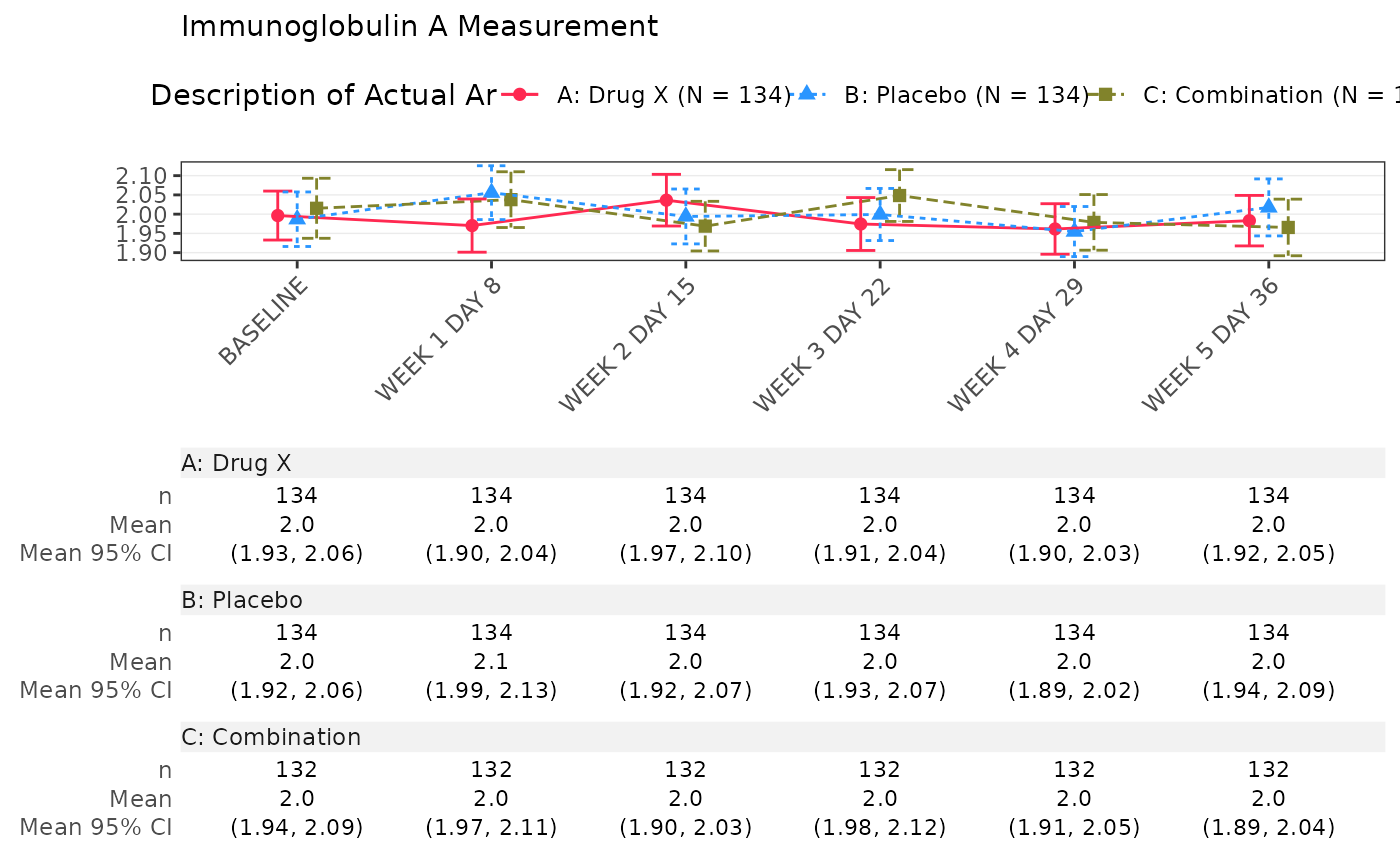 Immunoglobulin A Measurement
Description of Actual Ar A: Drug X (N = 134) B: Placebo (N = 134) C: Combination (N = 1
2.10
2.05
2.00
1.95
1.90
BASELINE WEEK 1 DAY 8 WEEK 2 DAY 15 WEEK 3 DAY 22 WEEK 4 DAY 29 WEEK 5 DAY 36
A: Drug X
n 134 134 134 134 134 134
Mean 2.0 2.0 2.0 2.0 2.0 2.0
Mean 95% CI (1.93, 2.06) (1.90, 2.04) (1.97, 2.10) (1.91, 2.04) (1.90, 2.03) (1.92, 2.05)
B: Placebo
n 134 134 134 134 134 134
Mean 2.0 2.1 2.0 2.0 2.0 2.0
Mean 95% CI (1.92, 2.06) (1.99, 2.13) (1.92, 2.07) (1.93, 2.07) (1.89, 2.02) (1.94, 2.09)
C: Combination
n 132 132 132 132 132 132
Mean 2.0 2.0 2.0 2.0 2.0 2.0
Mean 95% CI (1.94, 2.09) (1.97, 2.11) (1.90, 2.03) (1.98, 2.12) (1.91, 2.05) (1.89, 2.04)